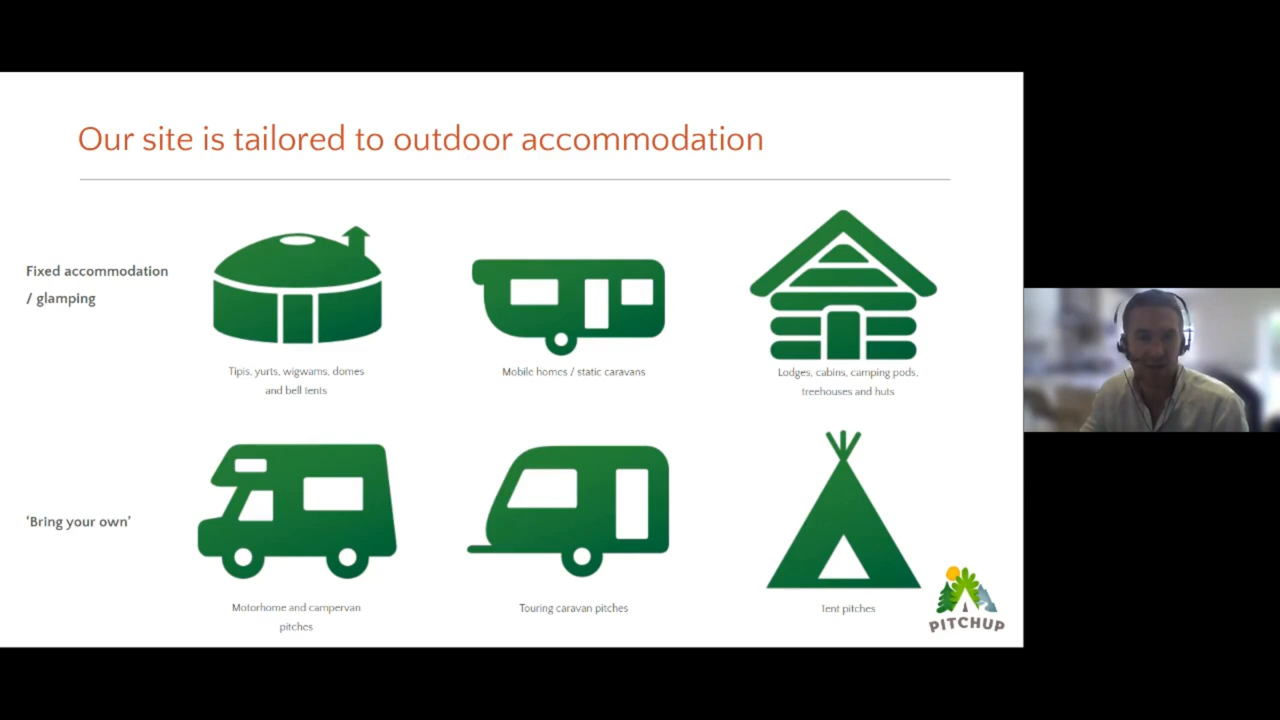 Our site is tailored to outdoor accommodation
Fixed accommodation
/ glamping
Tipis, yurts, wigwams, domes
and bell tents
Mobile homes / static caravans
Lodges, cabins, camping pods,
treehouses and huts
'Bring your own'
Motorhome and campervan
pitches
Touring caravan pitches
Tent pitches
PITCHUP